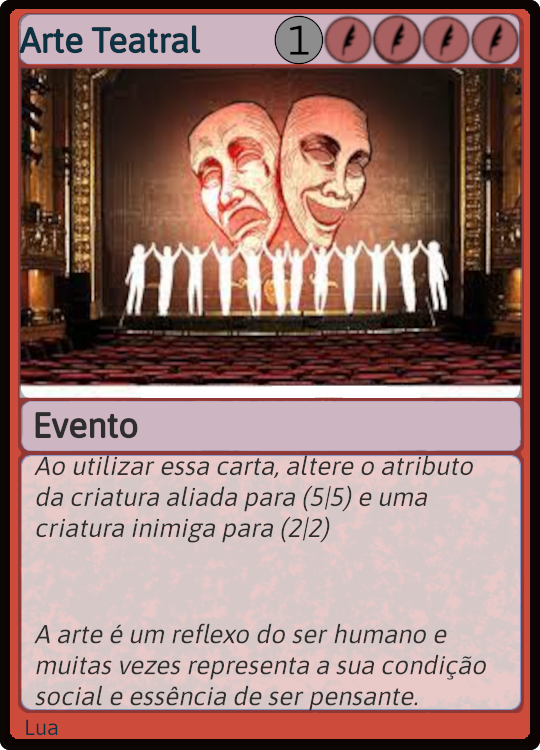 Arte Teatral 1
Evento
Ao utilizar essa carta, altere o atributo
da criatura aliada para (5|5) e uma
criatura inimiga para (2|2)
A arte é um reflexo do ser humano e
muitas vezes representa a sua condição
social e essência de ser pensante.
Lua